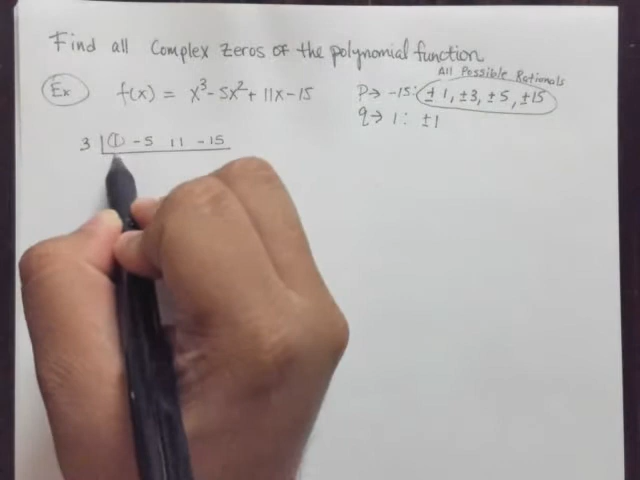 Find all Complex Zeros of the polynomial function
All Possible Rationals
Ex f(x) = x³ - 5x² + 11x - 15 P → -15: ±1, ±3, ±5, ±15
q → 1: ±1
3 | 1 -5 11 -15